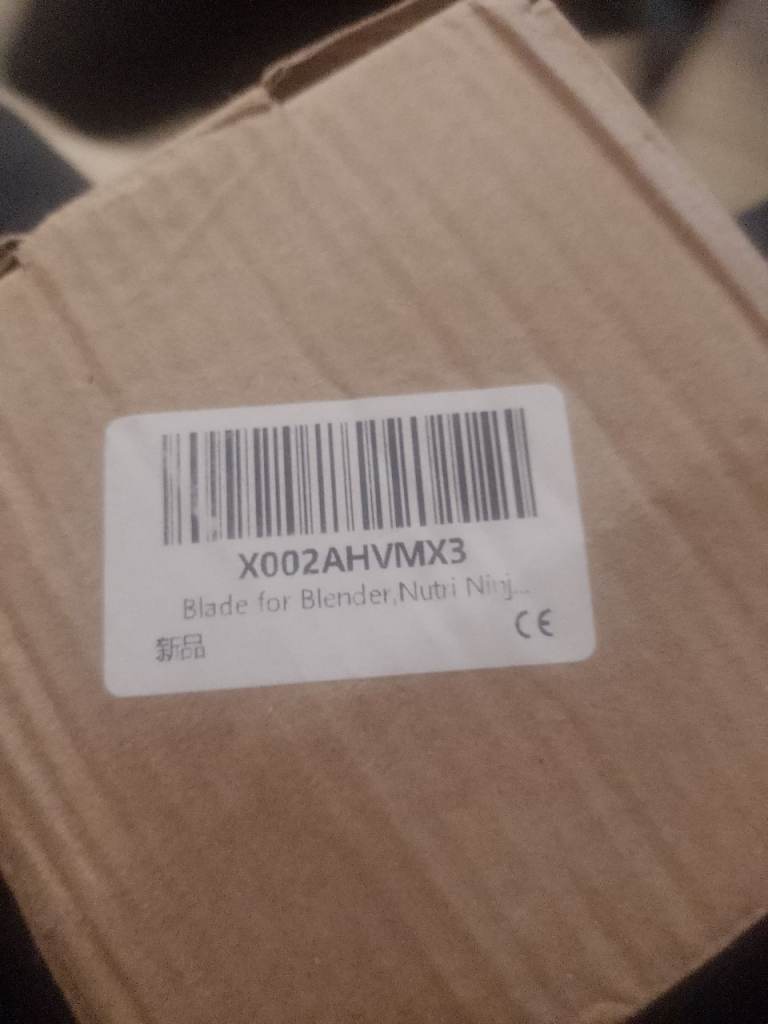 X002AHVMX3
Blade for Blender,Nutri Ninj...
新品
CE